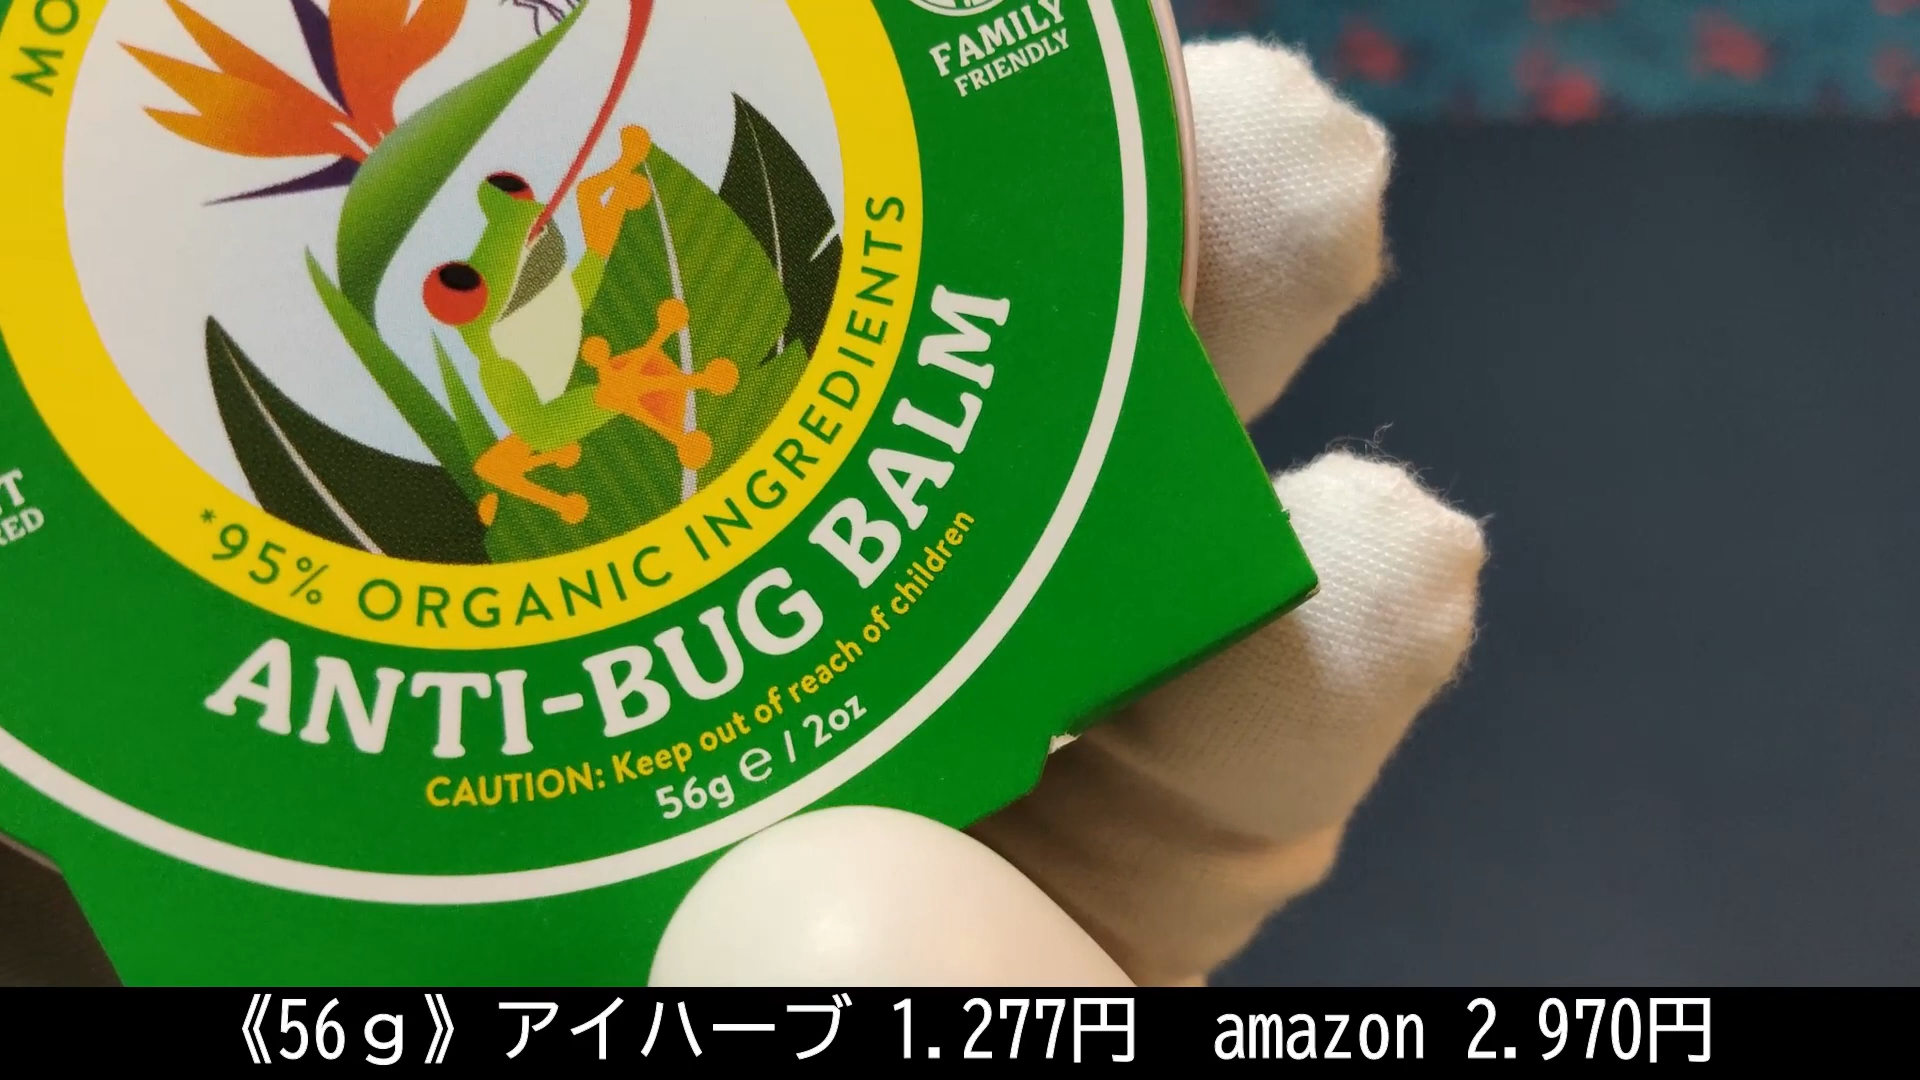 MO
FAMILY
FRIENDLY
*95% ORGANIC INGREDIENTS
ANTI-BUG BALM
CAUTION: Keep out of reach of children
56g e / 2oz
《56ｇ》アイハーブ 1.277円 amazon 2.970円